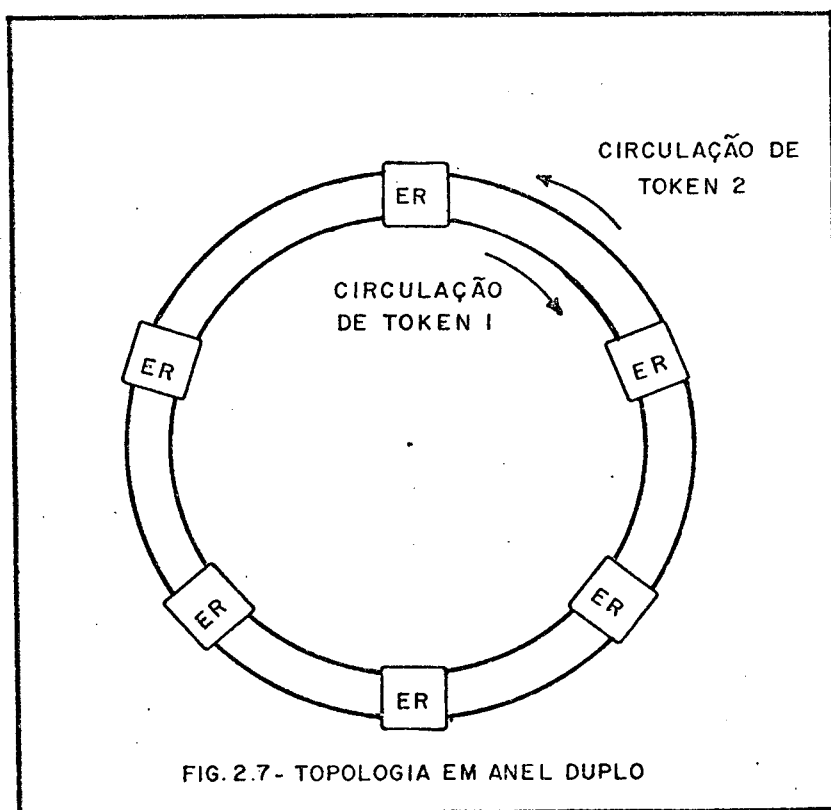 CIRCULAÇÃO DE
TOKEN 2
ER
CIRCULAÇÃO
DE TOKEN 1
ER
ER
ER
ER
ER
FIG. 2.7- TOPOLOGIA EM ANEL DUPLO